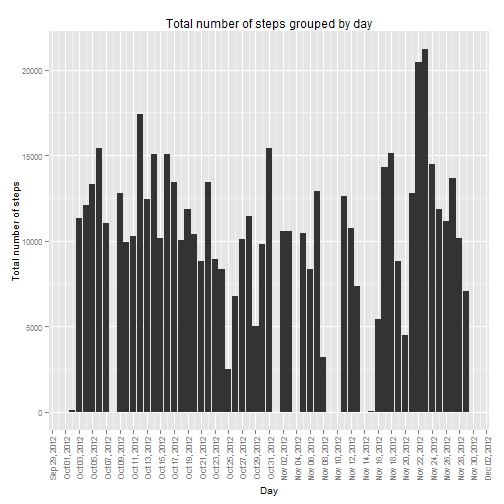 Total number of steps grouped by day
Total number of steps
20000
15000
10000
5000
0
Sep 29, 2012
Oct 01, 2012
Oct 03, 2012
Oct 05, 2012
Oct 07, 2012
Oct 09, 2012
Oct 11, 2012
Oct 13, 2012
Oct 15, 2012
Oct 17, 2012
Oct 19, 2012
Oct 21, 2012
Oct 23, 2012
Oct 25, 2012
Oct 27, 2012
Oct 29, 2012
Oct 31, 2012
Nov 02, 2012
Nov 04, 2012
Nov 06, 2012
Nov 08, 2012
Nov 10, 2012
Nov 12, 2012
Nov 14, 2012
Nov 16, 2012
Nov 18, 2012
Nov 20, 2012
Nov 22, 2012
Nov 24, 2012
Nov 26, 2012
Nov 28, 2012
Nov 30, 2012
Dec 02, 2012
Day